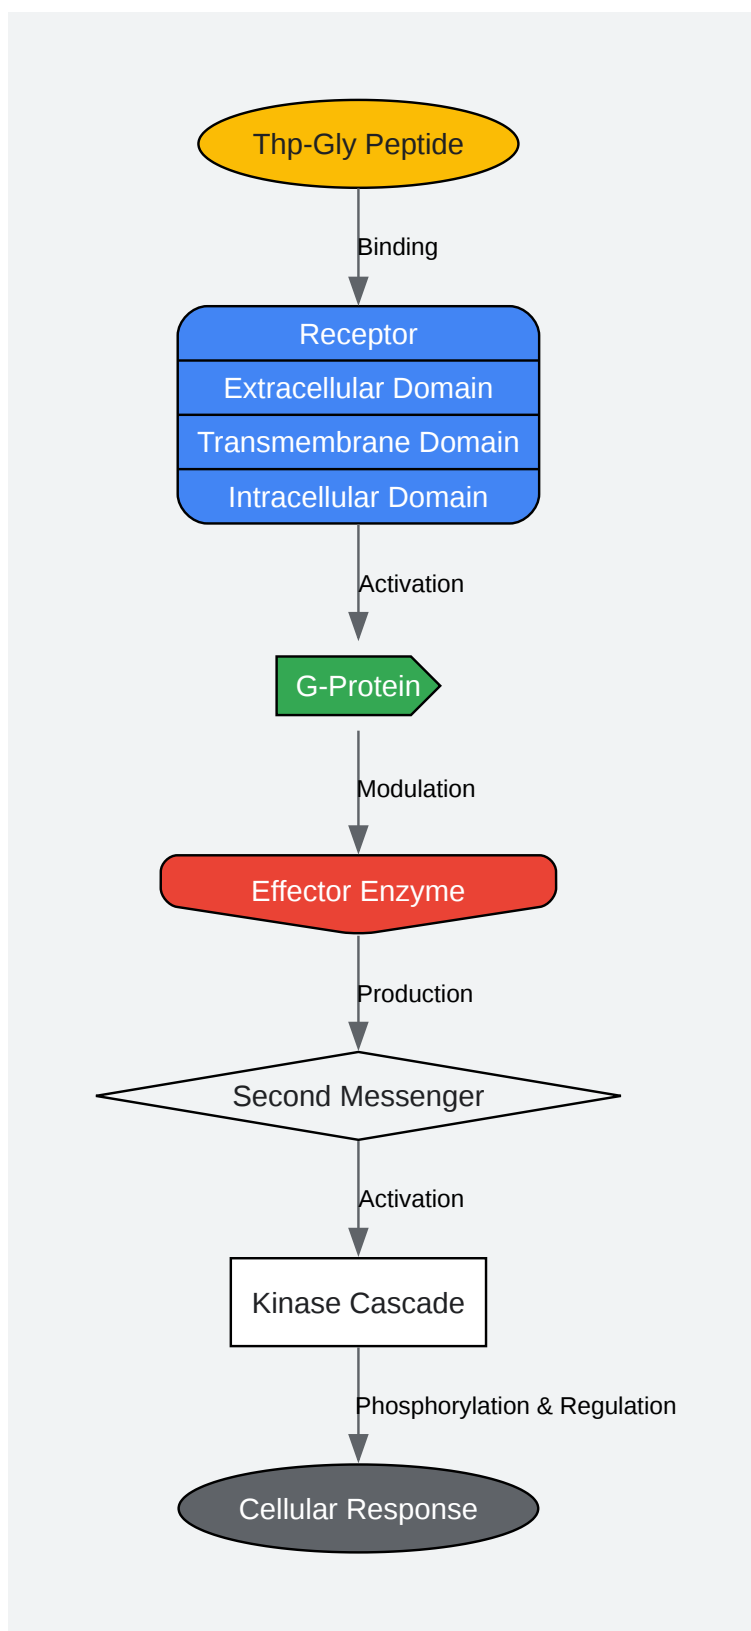 Thp-Gly Peptide
Binding
Receptor
Extracellular Domain
Transmembrane Domain
Intracellular Domain
Activation
G-Protein
Modulation
Effector Enzyme
Production
Second Messenger
Activation
Kinase Cascade
Phosphorylation & Regulation
Cellular Response